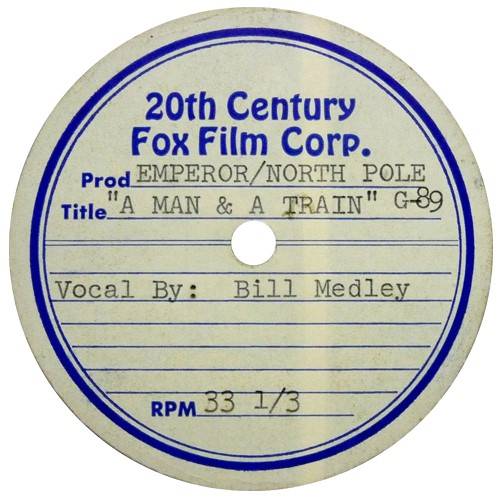 20th Century
Fox Film Corp.
Prod EMPEROR/NORTH POLE
Title "A MAN & A TRAIN" G-89
Vocal By: Bill Medley
RPM 33 1/3